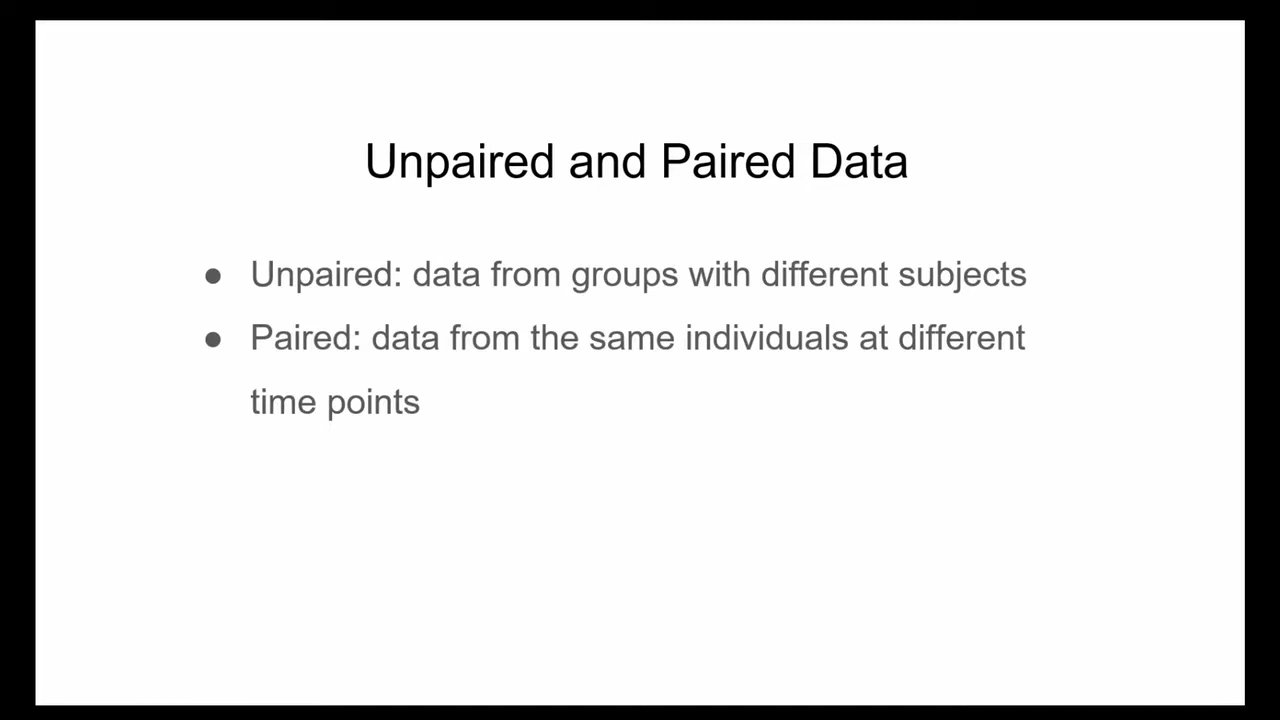 Unpaired and Paired Data
● Unpaired: data from groups with different subjects
● Paired: data from the same individuals at different
time points